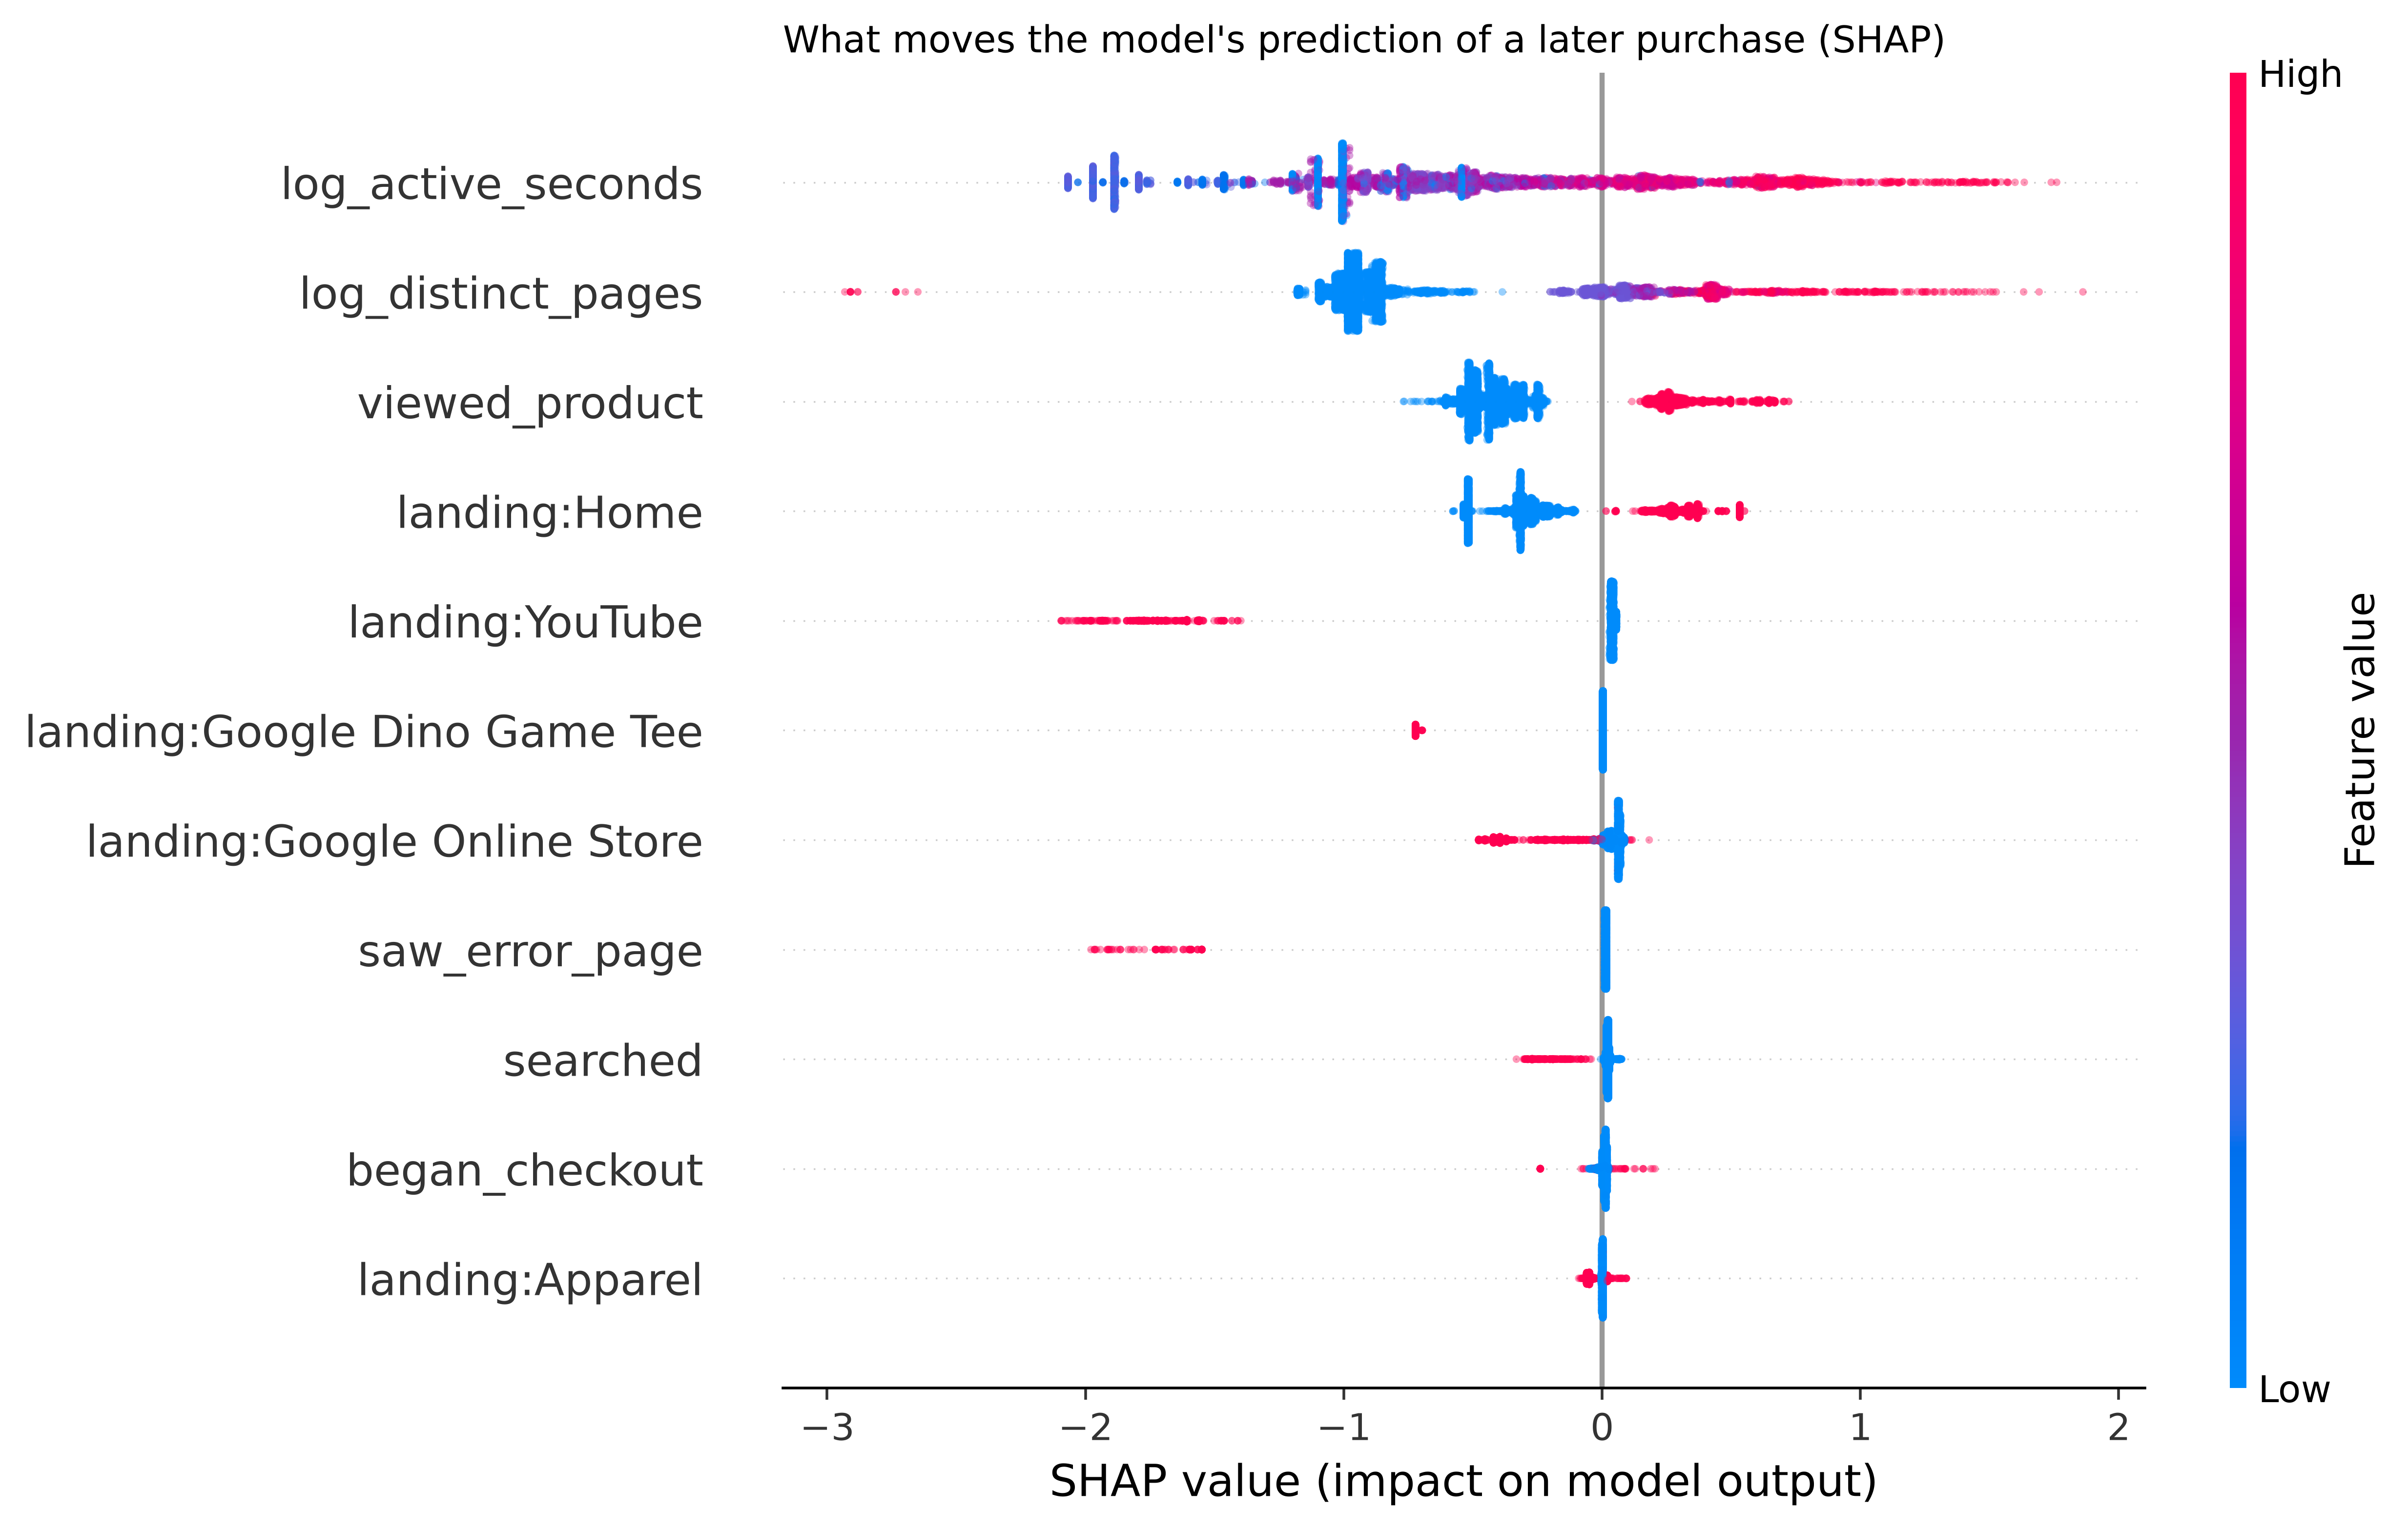 What moves the model's prediction of a later purchase (SHAP)
High
log_active_seconds
log_distinct_pages
viewed_product
landing:Home
landing:YouTube
landing:Google Dino Game Tee
landing:Google Online Store
saw_error_page
searched
began_checkout
landing:Apparel
Feature value
Low
−3 −2 −1 0 1 2
SHAP value (impact on model output)